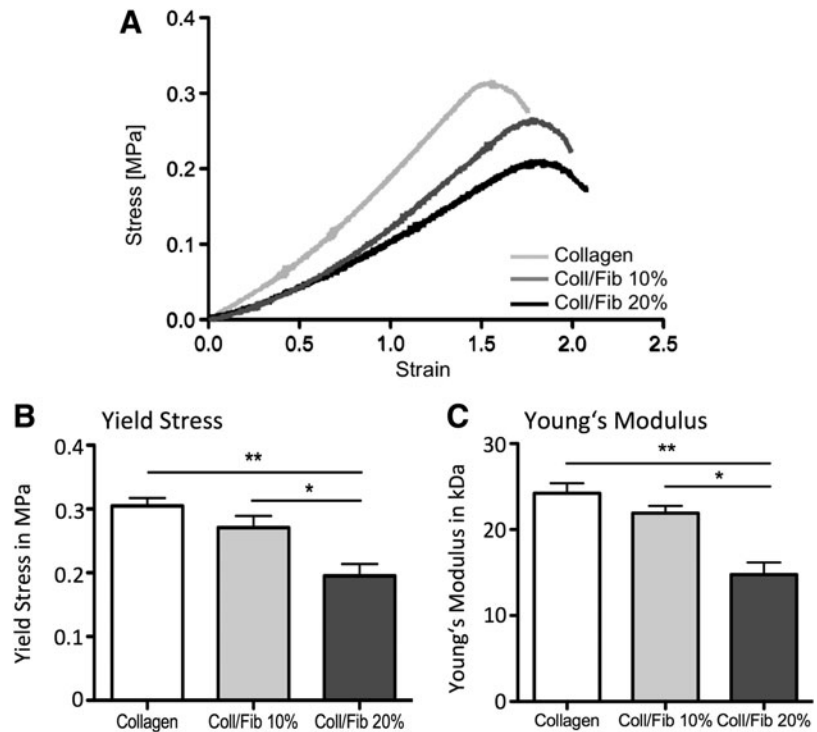 A
0.4
0.3
0.2
0.1
0.0
Stress [MPa]
Collagen
Coll/Fib 10%
Coll/Fib 20%
0.0 0.5 1.0 1.5 2.0 2.5
Strain
B Yield Stress
0.4
0.3
0.2
0.1
0
Yield Stress in MPa
**
*
Collagen Coll/Fib 10% Coll/Fib 20%
C Young‘s Modulus
30
20
10
0
Young‘s Modulus in kDa
**
*
Collagen Coll/Fib 10% Coll/Fib 20%